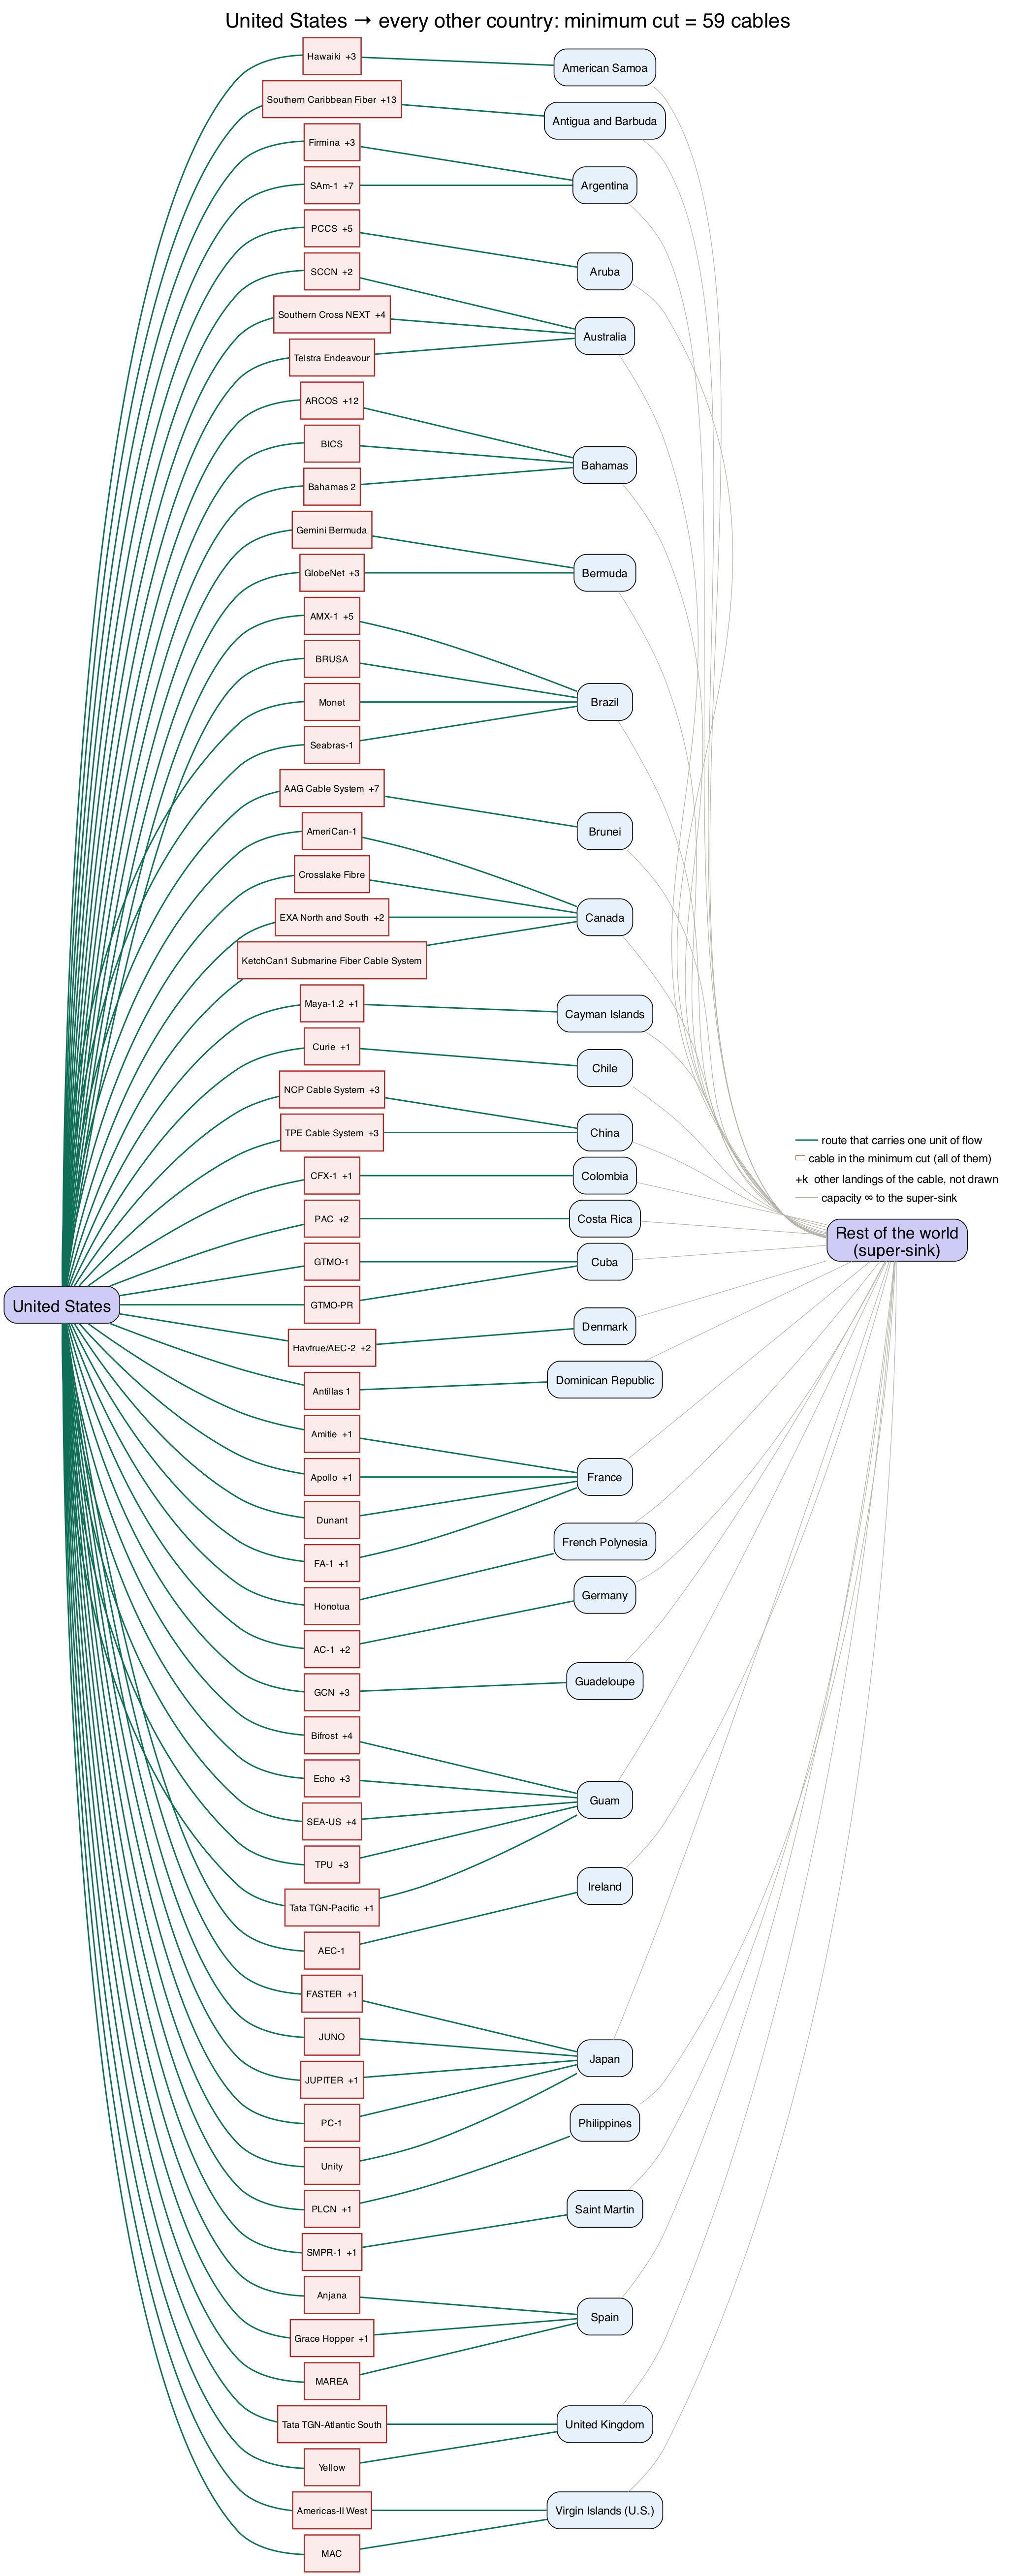 United States → every other country: minimum cut = 59 cables
Hawaiki +3
American Samoa
Southern Caribbean Fiber +13
Antigua and Barbuda
Firmina +3
SAm-1 +7
Argentina
PCCS +5
Aruba
SCCN +2
Southern Cross NEXT +4
Australia
Telstra Endeavour
ARCOS +12
BICS
Bahamas
Bahamas 2
Gemini Bermuda
GlobeNet +3
Bermuda
AMX-1 +5
BRUSA
Monet
Brazil
Seabras-1
AAG Cable System +7
Brunei
AmeriCan-1
Crosslake Fibre
EXA North and South +2
Canada
KetchCan1 Submarine Fiber Cable System
Maya-1.2 +1
Cayman Islands
Curie +1
Chile
NCP Cable System +3
TPE Cable System +3
China
route that carries one unit of flow
cable in the minimum cut (all of them)
+k other landings of the cable, not drawn
capacity ∞ to the super-sink
CFX-1 +1
Colombia
PAC +2
Costa Rica
Rest of the world
(super-sink)
GTMO-1
Cuba
United States
GTMO-PR
Havfrue/AEC-2 +2
Denmark
Antillas 1
Dominican Republic
Amitie +1
Apollo +1
France
Dunant
FA-1 +1
French Polynesia
Honotua
Germany
AC-1 +2
GCN +3
Guadeloupe
Bifrost +4
Echo +3
Guam
SEA-US +4
TPU +3
Ireland
Tata TGN-Pacific +1
AEC-1
FASTER +1
JUNO
Japan
JUPITER +1
PC-1
Philippines
Unity
PLCN +1
Saint Martin
SMPR-1 +1
Anjana
Spain
Grace Hopper +1
MAREA
Tata TGN-Atlantic South
United Kingdom
Yellow
Americas-II West
Virgin Islands (U.S.)
MAC